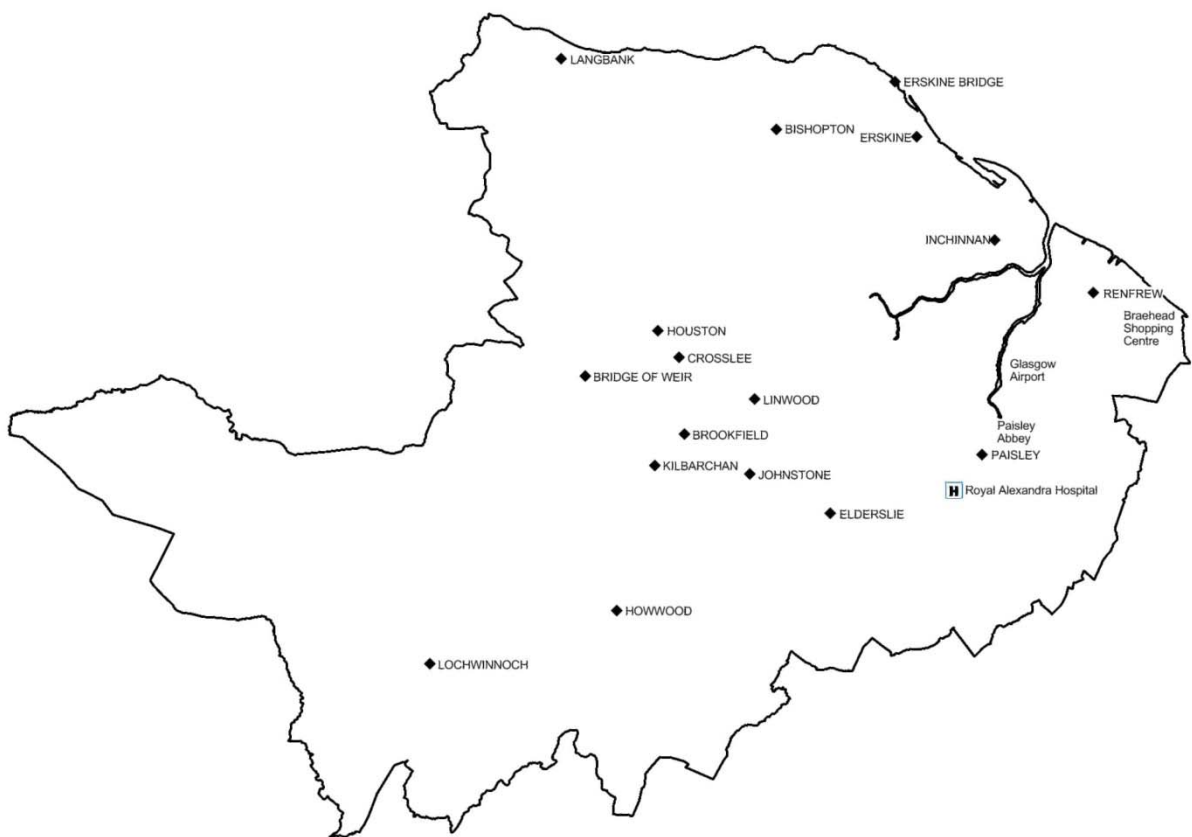 LANGBANK
ERSKINE BRIDGE
BISHOPTON
ERSKINE
INCHINNAN
RENFREW
Braehead
Shopping
Centre
HOUSTON
CROSSLEE
Glasgow
Airport
BRIDGE OF WEIR
LINWOOD
BROOKFIELD
Paisley
Abbey
PAISLEY
KILBARCHAN
JOHNSTONE
H Royal Alexandra Hospital
ELDERSLIE
HOWWOOD
LOCHWINNOCH